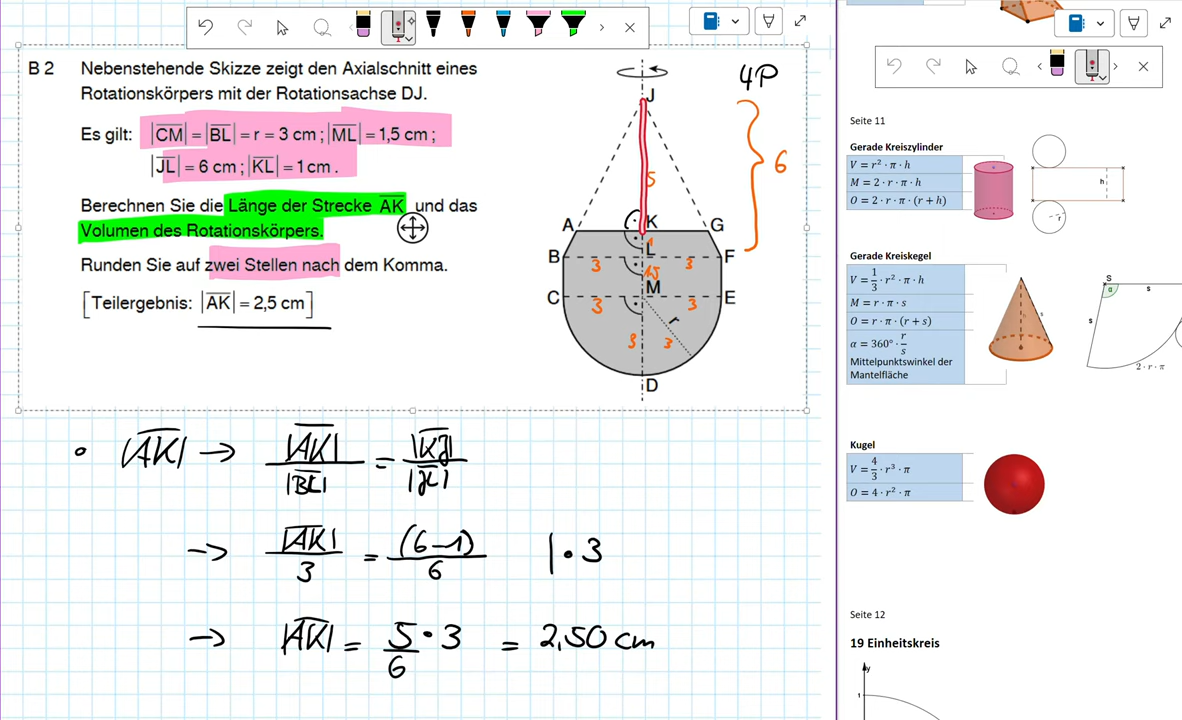 B 2 Nebenstehende Skizze zeigt den Axialschnitt eines
Rotationskörpers mit der Rotationsachse DJ.
Es gilt: |CM| = |BL| = r = 3 cm ; |ML| = 1,5 cm ;
|JL| = 6 cm ; |KL| = 1 cm .
Berechnen Sie die Länge der Strecke AK und das
Volumen des Rotationskörpers.
Runden Sie auf zwei Stellen nach dem Komma.
[Teilergebnis: |AK| = 2,5 cm]
4P
J
6
5
A K G
1
B 3 L 3 F
1,5
C M E
3 3
r
3 3
D
• |AK| → |AK| / |BL| = |KJ| / |JL|
→ |AK| / 3 = (6-1) / 6 | • 3
→ |AK| = 5/6 • 3 = 2,50 cm
Seite 11
Gerade Kreiszylinder
V = r² · π · h
M = 2 · r · π · h
O = 2 · r · π · (r + h)
h
r
Gerade Kreiskegel
V = 1/3 · r² · π · h
M = r · π · s
O = r · π · (r + s)
α = 360° · r/s
Mittelpunktswinkel der
Mantelfläche
s
S
s
α
s
2 · r · π
Kugel
V = 4/3 · r³ · π
O = 4 · r² · π
Seite 12
19 Einheitskreis
y
1